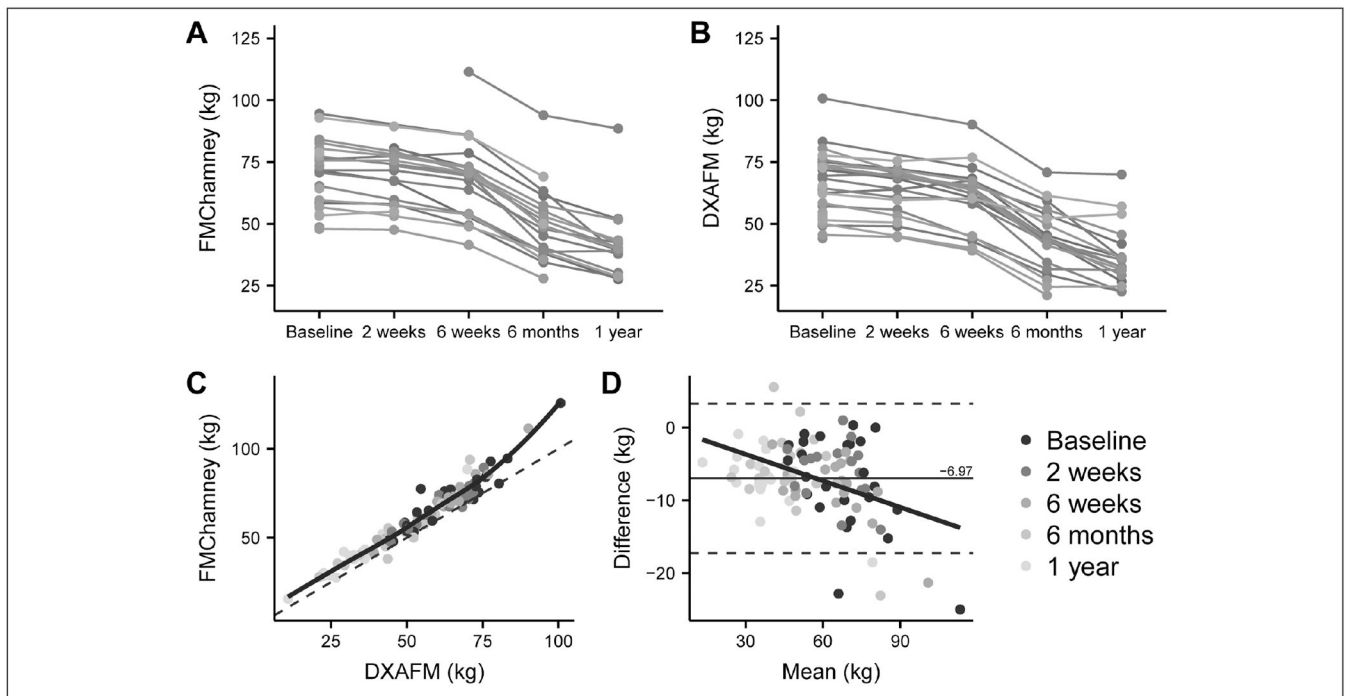 A
FMChamney (kg)
125
100
75
50
25
Baseline 2 weeks 6 weeks 6 months 1 year
B
DXAFM (kg)
125
100
75
50
25
Baseline 2 weeks 6 weeks 6 months 1 year
C
FMChamney (kg)
100
50
25 50 75 100
DXAFM (kg)
D
Difference (kg)
0
−10
−20
−6.97
30 60 90
Mean (kg)
Baseline
2 weeks
6 weeks
6 months
1 year